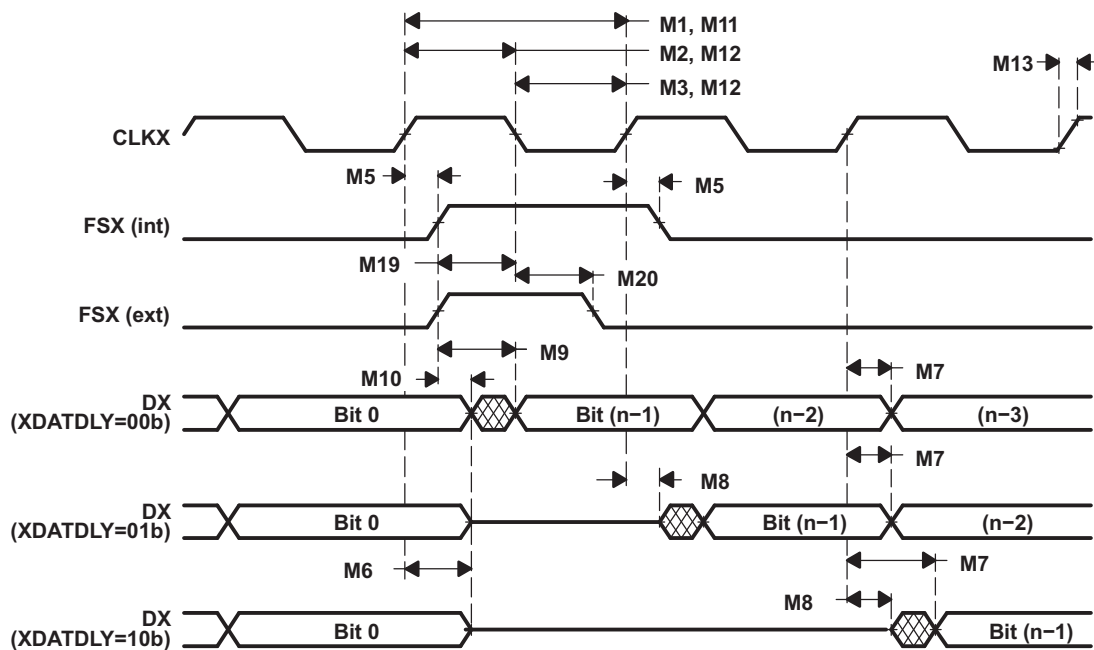 M1, M11
M2, M12
M13
M3, M12
CLKX
M5
M5
FSX (int)
M19
M20
FSX (ext)
M9
M10
M7
DX
(XDATDLY=00b)
Bit 0
Bit (n−1)
(n−2)
(n−3)
M7
M8
DX
(XDATDLY=01b)
Bit 0
Bit (n−1)
(n−2)
M6
M7
M8
DX
(XDATDLY=10b)
Bit 0
Bit (n−1)